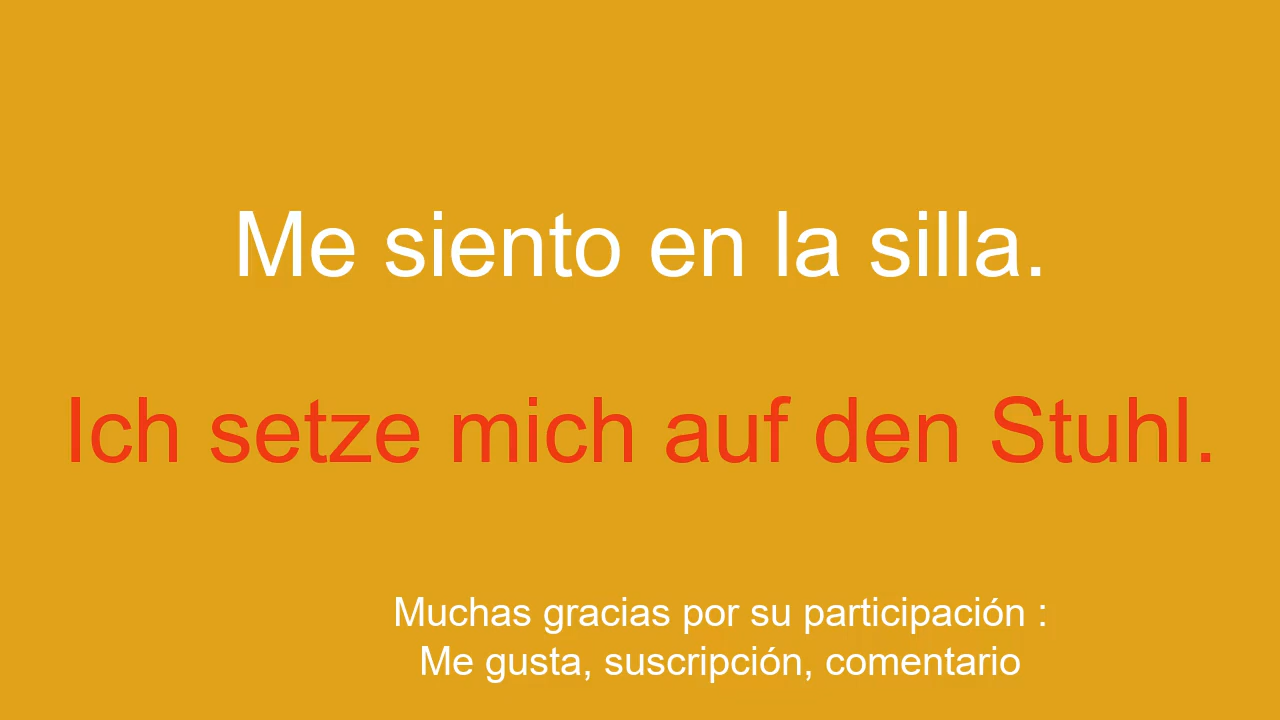 Me siento en la silla.
Ich setze mich auf den Stuhl.
Muchas gracias por su participación :
Me gusta, suscripción, comentario